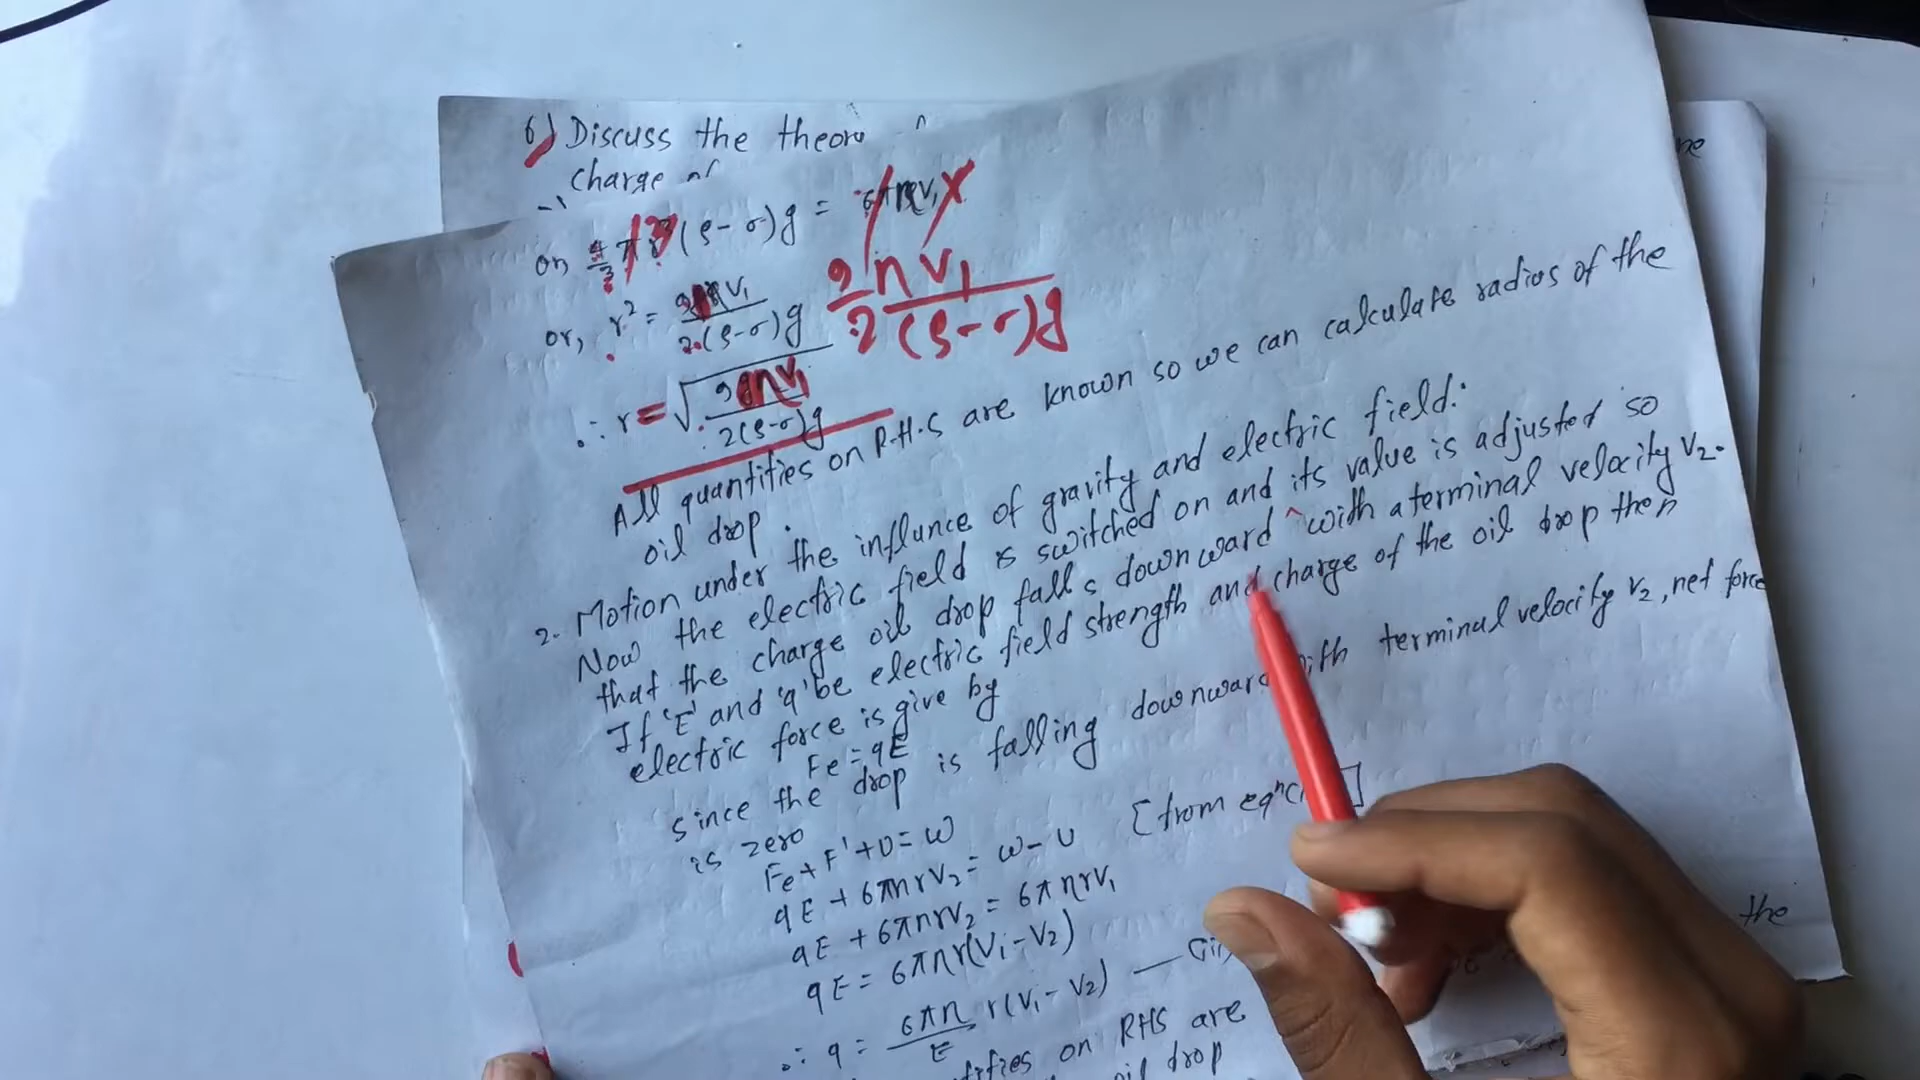 6) Discuss the theor
charge of
or, 4/3 π r³ (ρ-σ)g = 6πηrv₁
or, r² = 9ηv₁/2(ρ-σ)g
9/2 ηv₁/(ρ-σ)g
∴ r = √9ηv₁/2(ρ-σ)g
All quantities on R.H.S are known so we can calculate radius of the
oil drop.
2. Motion under the influnce of gravity and electric field.
Now the electric field is switched on and its value is adjusted so
that the charge oil drop falls downward ^ with a terminal velocity v₂.
If 'E' and 'q' be electric field strength and charge of the oil drop then
electric force is give by
Fe = qE
since the drop is falling downward with terminal velocity v₂, net force
is zero
Fe + F' + U = W
qE + 6πηrv₂ = W - U [from eqⁿ
qE + 6πηrv₂ = 6πηrv₁
qE = 6πηr(v₁ - v₂)
∴ q = 6πη/E r(v₁ - v₂) —
on RHS are
oil drop
the